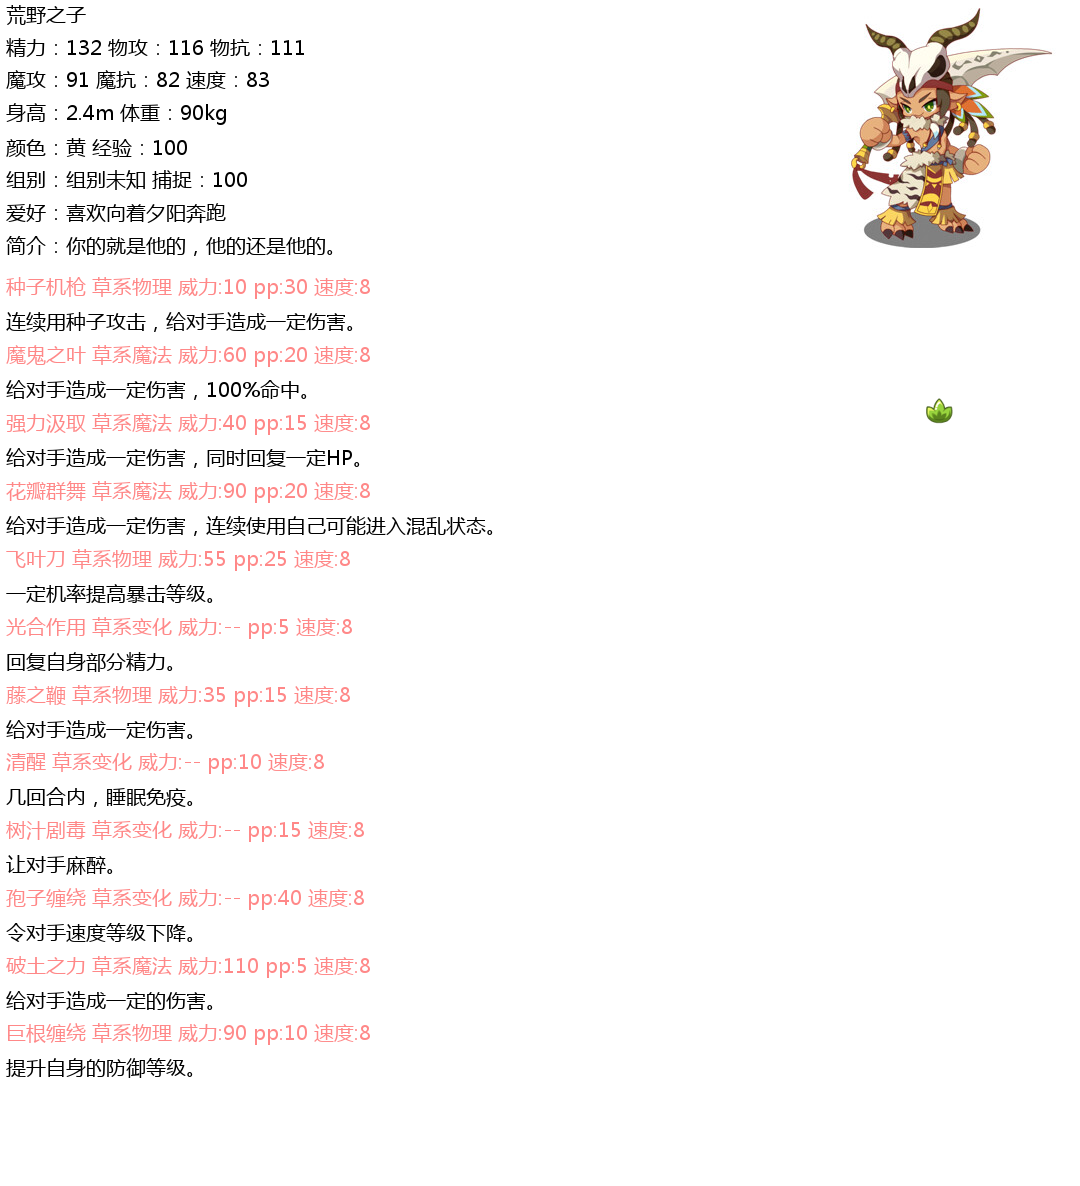 荒野之子
精力：132 物攻：116 物抗：111
魔攻：91 魔抗：82 速度：83
身高：2.4m 体重：90kg
颜色：黄 经验：100
组别：组别未知 捕捉：100
爱好：喜欢向着夕阳奔跑
简介：你的就是他的，他的还是他的。
种子机枪 草系物理 威力:10 pp:30 速度:8
连续用种子攻击，给对手造成一定伤害。
魔鬼之叶 草系魔法 威力:60 pp:20 速度:8
给对手造成一定伤害，100%命中。
强力汲取 草系魔法 威力:40 pp:15 速度:8
给对手造成一定伤害，同时回复一定HP。
花瓣群舞 草系魔法 威力:90 pp:20 速度:8
给对手造成一定伤害，连续使用自己可能进入混乱状态。
飞叶刀 草系物理 威力:55 pp:25 速度:8
一定机率提高暴击等级。
光合作用 草系变化 威力:-- pp:5 速度:8
回复自身部分精力。
藤之鞭 草系物理 威力:35 pp:15 速度:8
给对手造成一定伤害。
清醒 草系变化 威力:-- pp:10 速度:8
几回合内，睡眠免疫。
树汁剧毒 草系变化 威力:-- pp:15 速度:8
让对手麻醉。
孢子缠绕 草系变化 威力:-- pp:40 速度:8
令对手速度等级下降。
破土之力 草系魔法 威力:110 pp:5 速度:8
给对手造成一定的伤害。
巨根缠绕 草系物理 威力:90 pp:10 速度:8
提升自身的防御等级。